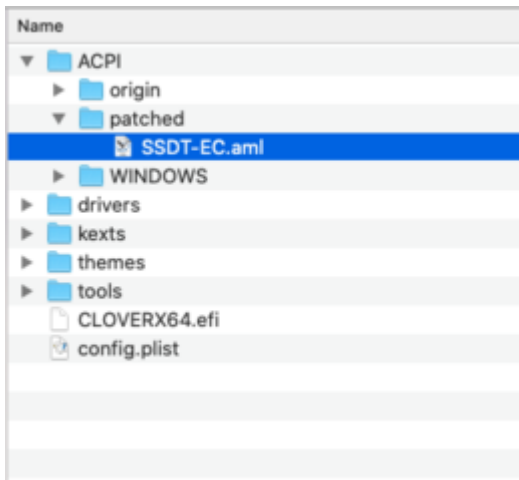 Name
ACPI
origin
patched
SSDT-EC.aml
WINDOWS
drivers
kexts
themes
tools
CLOVERX64.efi
config.plist